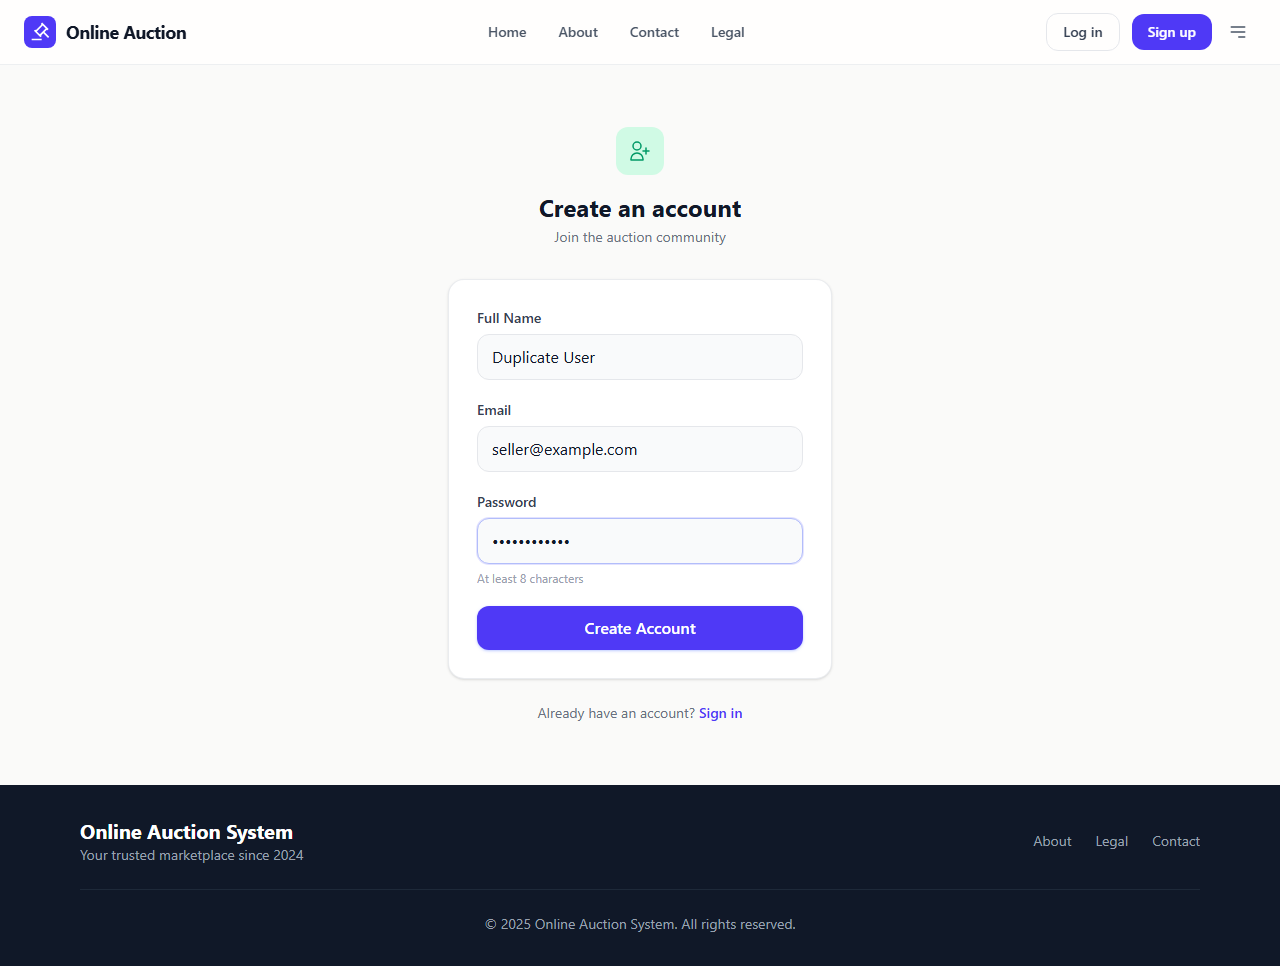 Online Auction
Home
About
Contact
Legal
Log in
Sign up
Create an account
Join the auction community
Full Name
Duplicate User
Email
seller@example.com
Password
••••••••••••
At least 8 characters
Create Account
Already have an account? Sign in
Online Auction System
Your trusted marketplace since 2024
About
Legal
Contact
© 2025 Online Auction System. All rights reserved.